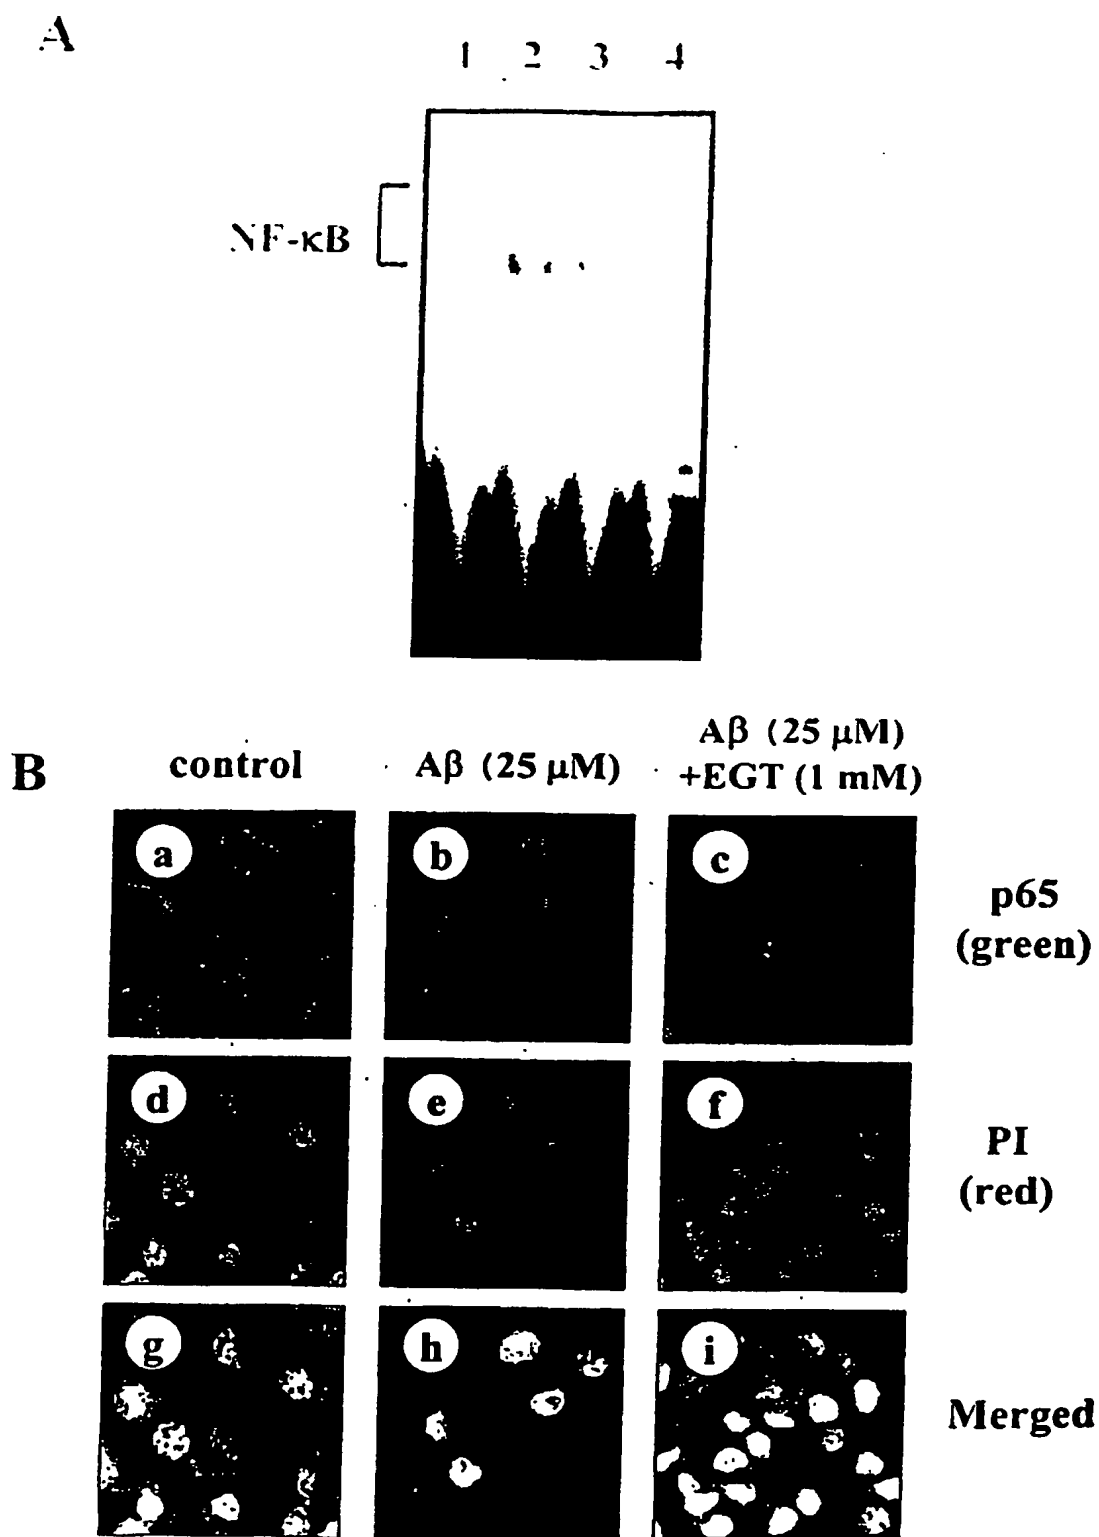 A
1 2 3 4
NF-κB
B
control
Aβ (25 μM)
Aβ (25 μM)
+EGT (1 mM)
a
b
c
p65
(green)
d
e
f
PI
(red)
g
h
i
Merged